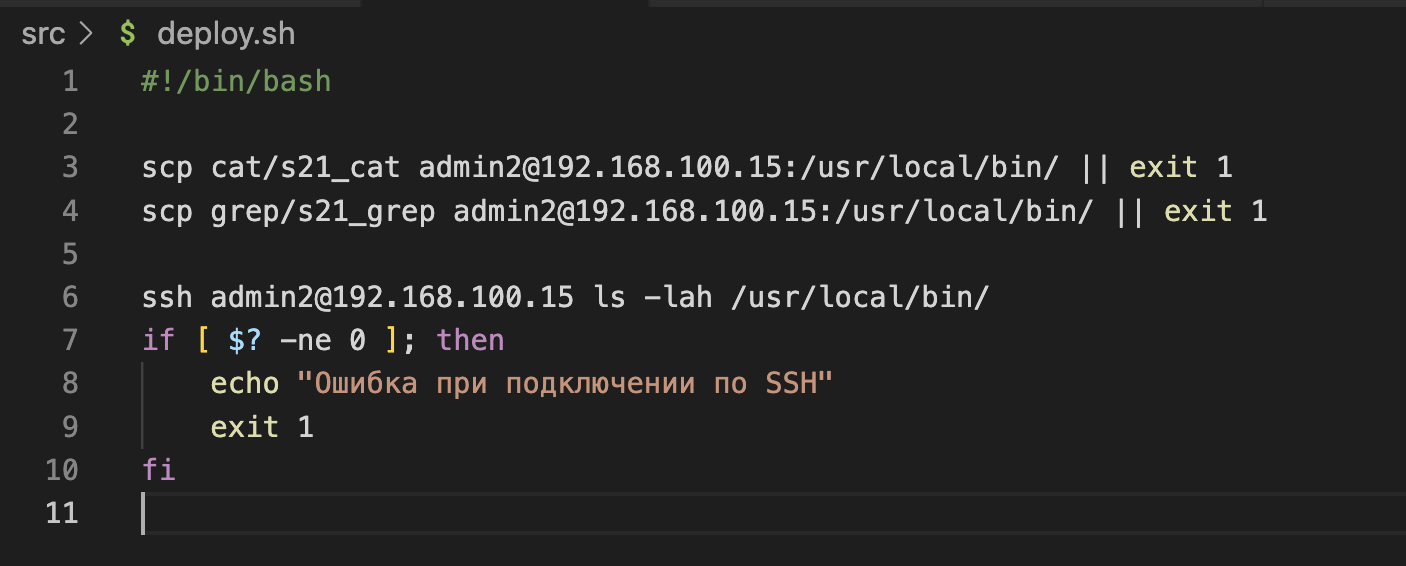 src > $ deploy.sh
1 #!/bin/bash
2
3 scp cat/s21_cat admin2@192.168.100.15:/usr/local/bin/ || exit 1
4 scp grep/s21_grep admin2@192.168.100.15:/usr/local/bin/ || exit 1
5
6 ssh admin2@192.168.100.15 ls -lah /usr/local/bin/
7 if [ $? -ne 0 ]; then
8     echo "Ошибка при подключении по SSH"
9     exit 1
10 fi
11